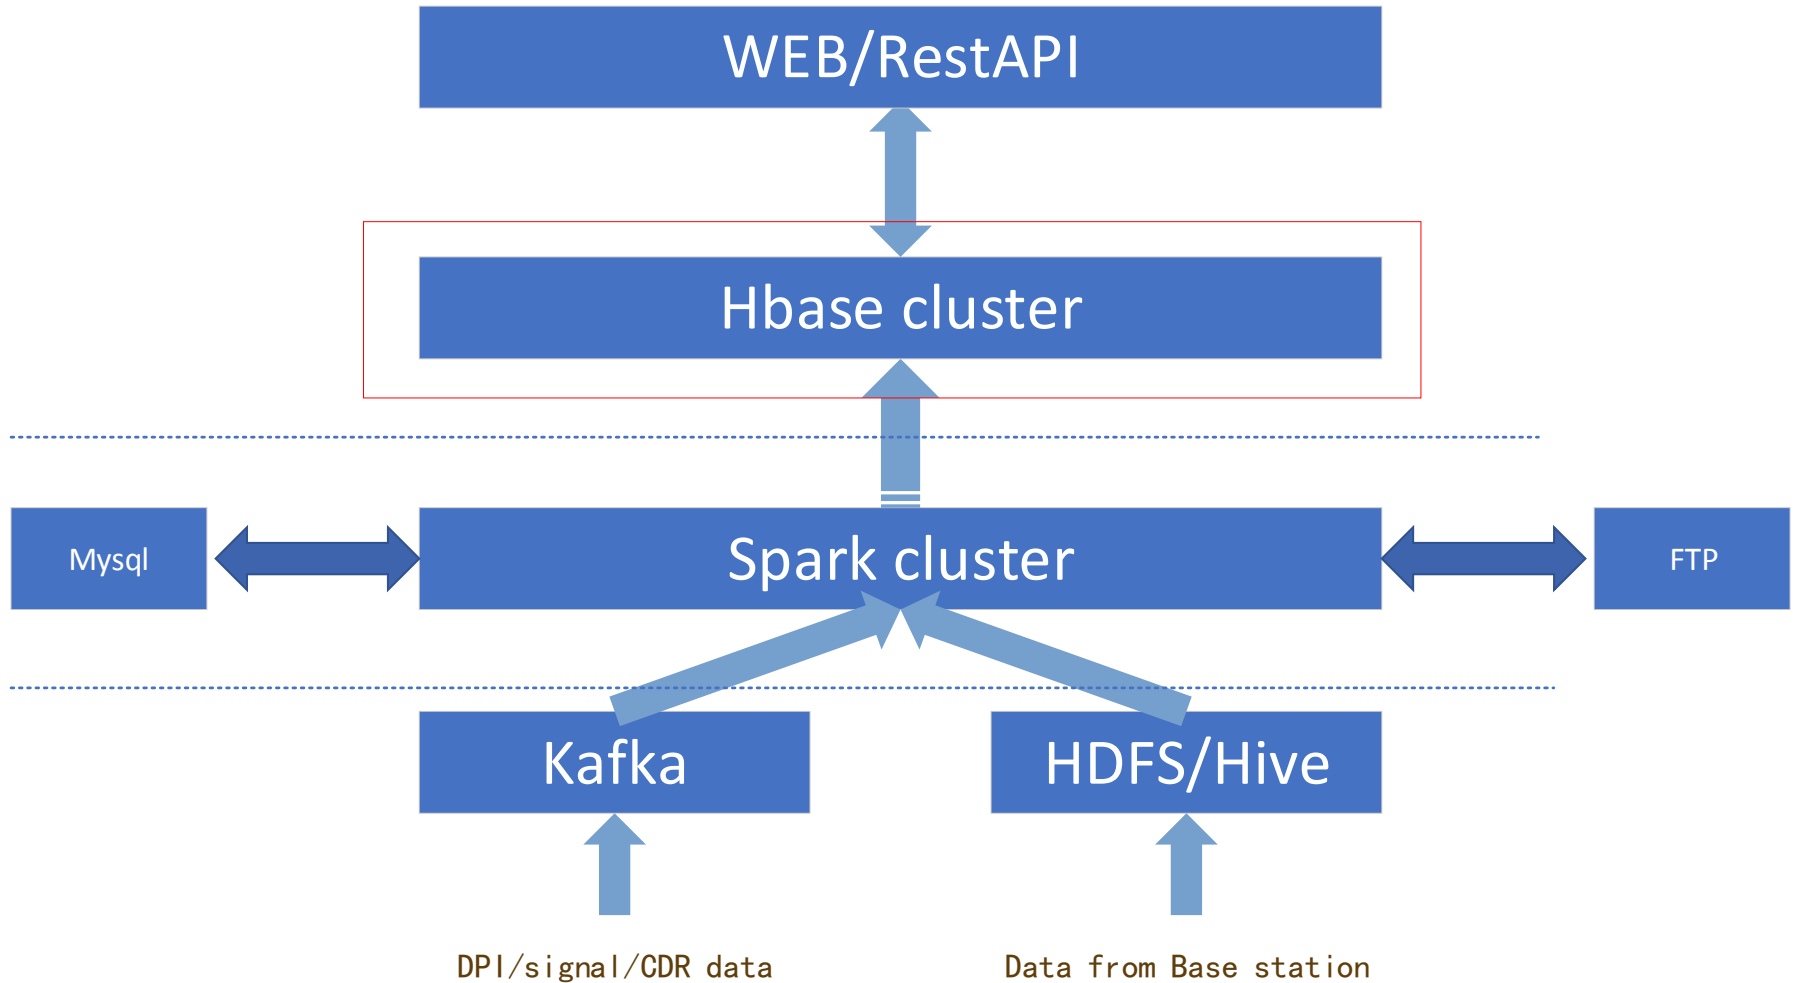 WEB/RestAPI
Hbase cluster
Mysql
Spark cluster
FTP
Kafka
HDFS/Hive
DPI/signal/CDR data
Data from Base station